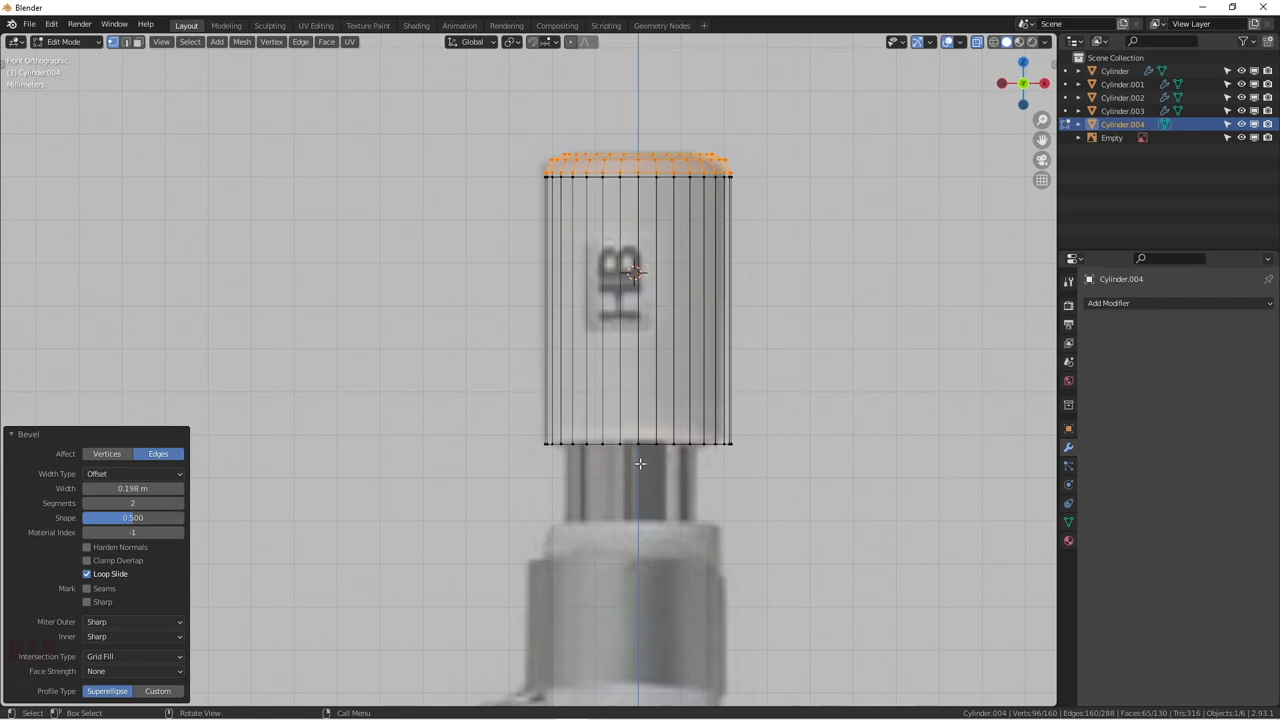 Blender
File Edit Render Window Help Layout Modeling Sculpting UV Editing Texture Paint Shading Animation Rendering Compositing Scripting Geometry Nodes + Scene View Layer
Edit Mode View Select Add Mesh Vertex Edge Face UV Global
Front Orthographic
(3) Cylinder004
Millimeters
Z
Y
X
Scene Collection
Cylinder
Cylinder.001
Cylinder.002
Cylinder.003
Cylinder.004
Empty
Cylinder.004
Add Modifier
HB
Bevel
Affect Vertices Edges
Width Type Offset
Width 0.198 m
Segments 2
Shape 0.500
Material Index -1
Harden Normals
Clamp Overlap
Loop Slide
Mark Seams
Sharp
Miter Outer Sharp
Inner Sharp
Intersection Type Grid Fill
Face Strength None
Profile Type Superellipse Custom
Select Box Select Rotate View Call Menu Cylinder.004 | Verts:96/160 | Edges:160/288 | Faces:65/130 | Tris:316 | Objects:1/6 | 2.93.1